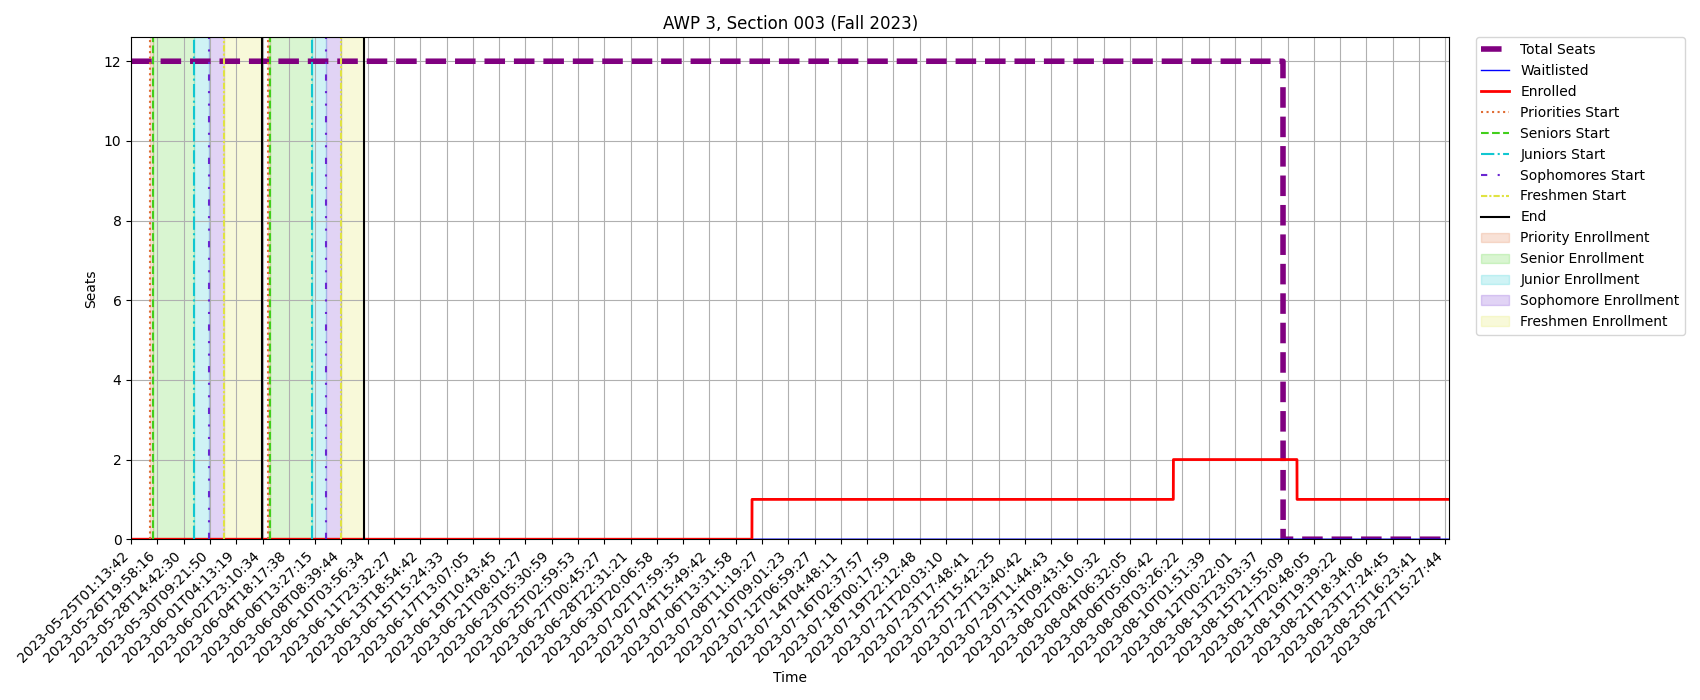 AWP 3, Section 003 (Fall 2023)
Seats
12
10
8
6
4
2
0
2023-05-25T01:13:42
2023-05-26T19:58:16
2023-05-28T14:42:30
2023-05-30T09:21:50
2023-06-01T04:13:19
2023-06-02T23:10:34
2023-06-04T18:17:38
2023-06-06T13:27:15
2023-06-08T08:39:44
2023-06-10T03:56:34
2023-06-11T23:32:27
2023-06-13T18:54:42
2023-06-15T15:24:33
2023-06-17T13:07:05
2023-06-19T10:43:45
2023-06-21T08:01:27
2023-06-23T05:30:59
2023-06-25T02:59:53
2023-06-27T00:45:27
2023-06-28T22:31:21
2023-06-30T20:06:58
2023-07-02T17:59:35
2023-07-04T15:49:42
2023-07-06T13:31:58
2023-07-08T11:19:27
2023-07-10T09:01:23
2023-07-12T06:59:27
2023-07-14T04:48:11
2023-07-16T02:37:57
2023-07-18T00:17:59
2023-07-19T22:12:48
2023-07-21T20:03:10
2023-07-23T17:48:41
2023-07-25T15:42:25
2023-07-27T13:40:42
2023-07-29T11:44:43
2023-07-31T09:43:16
2023-08-02T08:10:32
2023-08-04T06:32:05
2023-08-06T05:06:42
2023-08-08T03:26:22
2023-08-10T01:51:39
2023-08-12T00:22:01
2023-08-13T23:03:37
2023-08-15T21:55:09
2023-08-17T20:48:05
2023-08-19T19:39:22
2023-08-21T18:34:06
2023-08-23T17:24:45
2023-08-25T16:23:41
2023-08-27T15:27:44
Time
Total Seats
Waitlisted
Enrolled
Priorities Start
Seniors Start
Juniors Start
Sophomores Start
Freshmen Start
End
Priority Enrollment
Senior Enrollment
Junior Enrollment
Sophomore Enrollment
Freshmen Enrollment